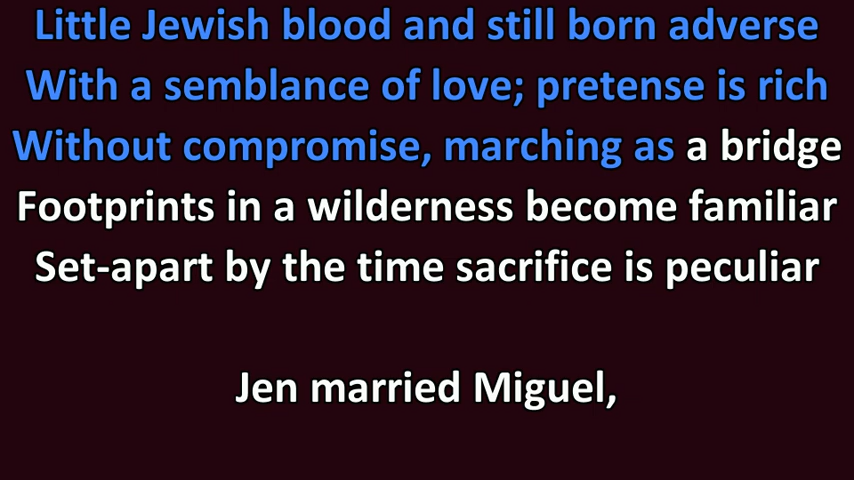 Little Jewish blood and still born adverse
With a semblance of love; pretense is rich
Without compromise, marching as a bridge
Footprints in a wilderness become familiar
Set-apart by the time sacrifice is peculiar
Jen married Miguel,